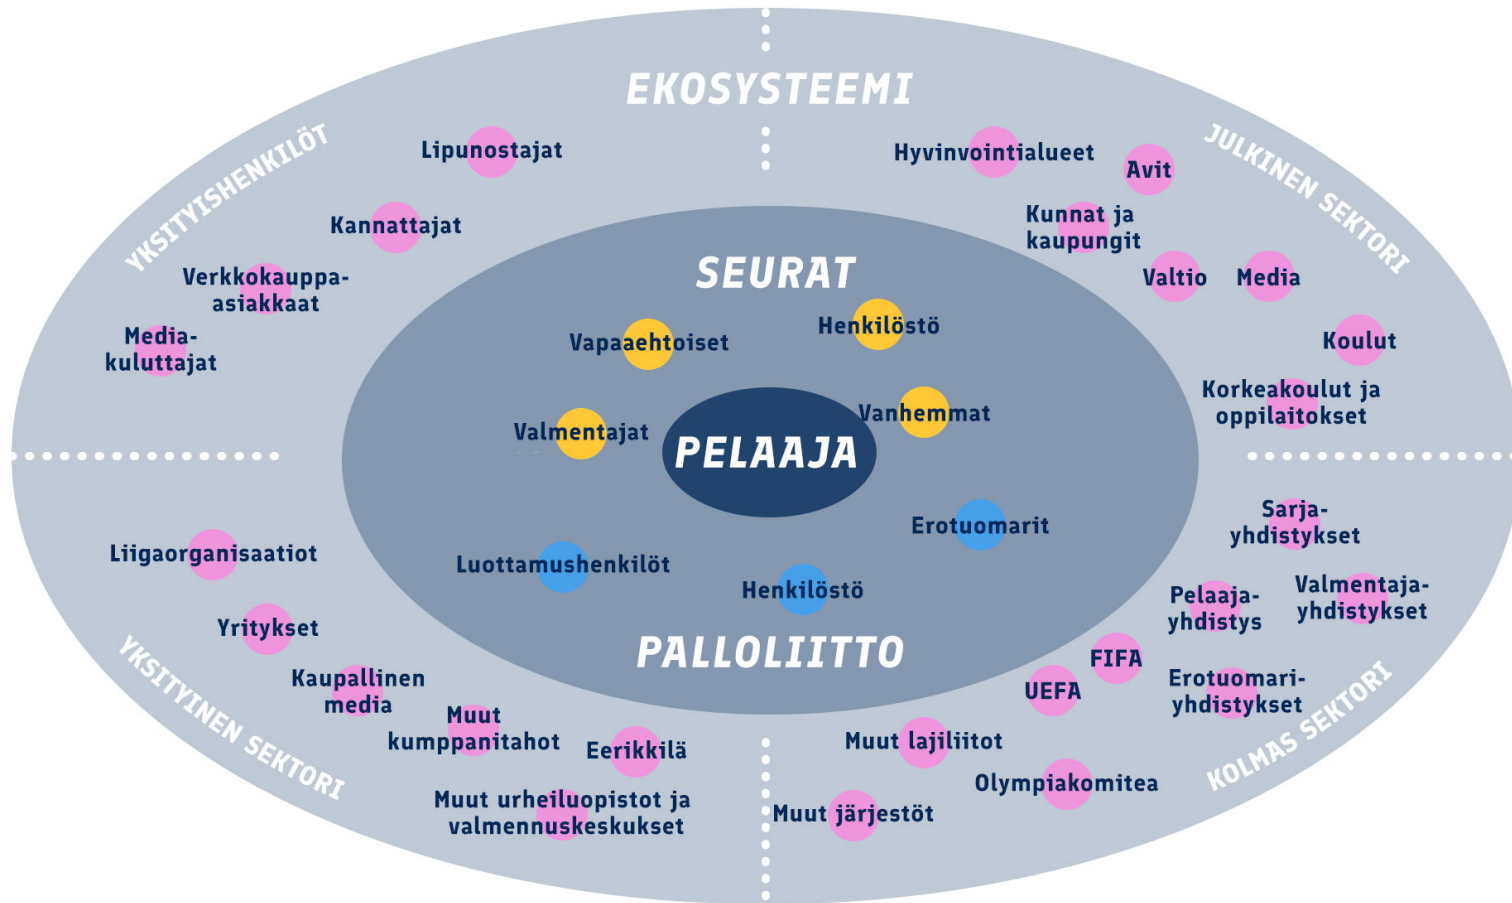 EKOSYSTEEMI
YKSITYISHENKILÖT
Lipunostajat
Kannattajat
Verkkokauppa-
asiakkaat
Media-
kuluttajat
JULKINEN SEKTORI
Hyvinvointialueet
Avit
Kunnat ja
kaupungit
Valtio
Media
Koulut
Korkeakoulut ja
oppilaitokset
SEURAT
Vapaaehtoiset
Henkilöstö
Valmentajat
Vanhemmat
PELAAJA
Erotuomarit
Luottamushenkilöt
Henkilöstö
PALLOLIITTO
YKSITYINEN SEKTORI
Liigaorganisaatiot
Yritykset
Kaupallinen
media
Muut
kumppanitahot
Eerikkilä
Muut urheiluopistot ja
valmennuskeskukset
KOLMAS SEKTORI
Sarja-
yhdistykset
Pelaaja-
yhdistys
Valmentaja-
yhdistykset
FIFA
UEFA
Erotuomari-
yhdistykset
Muut lajiliitot
Olympiakomitea
Muut järjestöt